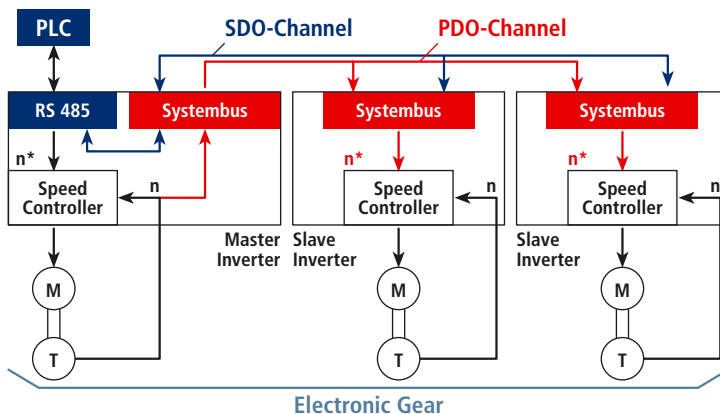 PLC
SDO-Channel
PDO-Channel
RS 485
Systembus
Systembus
Systembus
n*
n
n*
n
n*
n
Speed
Controller
Speed
Controller
Speed
Controller
Master
Inverter
Slave
Inverter
Slave
Inverter
M
M
M
T
T
T
Electronic Gear